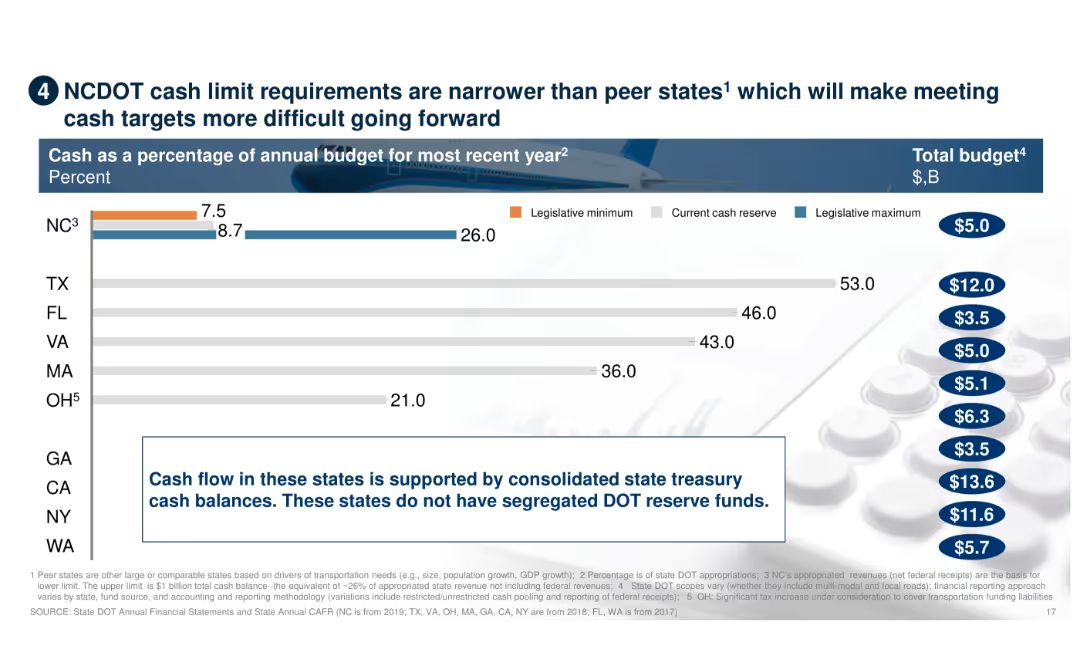 4 NCDOT cash limit requirements are narrower than peer states1 which will make meeting
cash targets more difficult going forward
Cash as a percentage of annual budget for most recent year2
Percent
Total budget4
$,B
Legislative minimum
Current cash reserve
Legislative maximum
NC3
7.5
8.7
26.0
$5.0
TX
53.0
$12.0
FL
46.0
$3.5
VA
43.0
$5.0
MA
36.0
$5.1
OH5
21.0
$6.3
GA
$3.5
CA
$13.6
NY
$11.6
WA
$5.7
Cash flow in these states is supported by consolidated state treasury
cash balances. These states do not have segregated DOT reserve funds.
1 Peer states are other large or comparable states based on drivers of transportation needs (e.g., size, population growth, GDP growth); 2 Percentage is of state DOT appropriations; 3 NC's appropriated revenues (net federal receipts) are the basis for
lower limit. The upper limit is $1 billion total cash balance--the equivalent of ~26% of appropriated state revenue not including federal revenues; 4 State DOT scopes vary (whether they include multi-modal and local roads); financial reporting approach
varies by state, fund source, and accounting and reporting methodology (variations include restricted/unrestricted cash pooling and reporting of federal receipts); 5 OH: Significant tax increase under consideration to cover transportation funding liabilities
SOURCE: State DOT Annual Financial Statements and State Annual CAFR (NC is from 2019; TX, VA, OH, MA, GA, CA, NY are from 2018; FL, WA is from 2017)
17